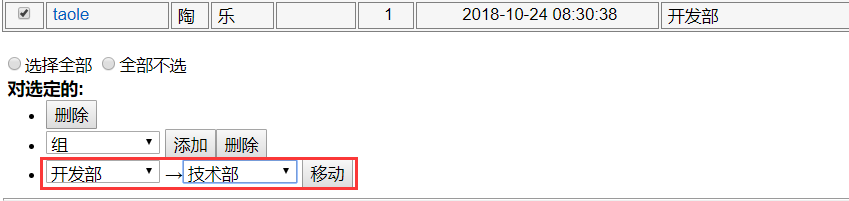 taole 陶 乐 1 2018-10-24 08:30:38 开发部
选择全部 全部不选
对选定的:
删除
组 添加 删除
开发部 →技术部 移动